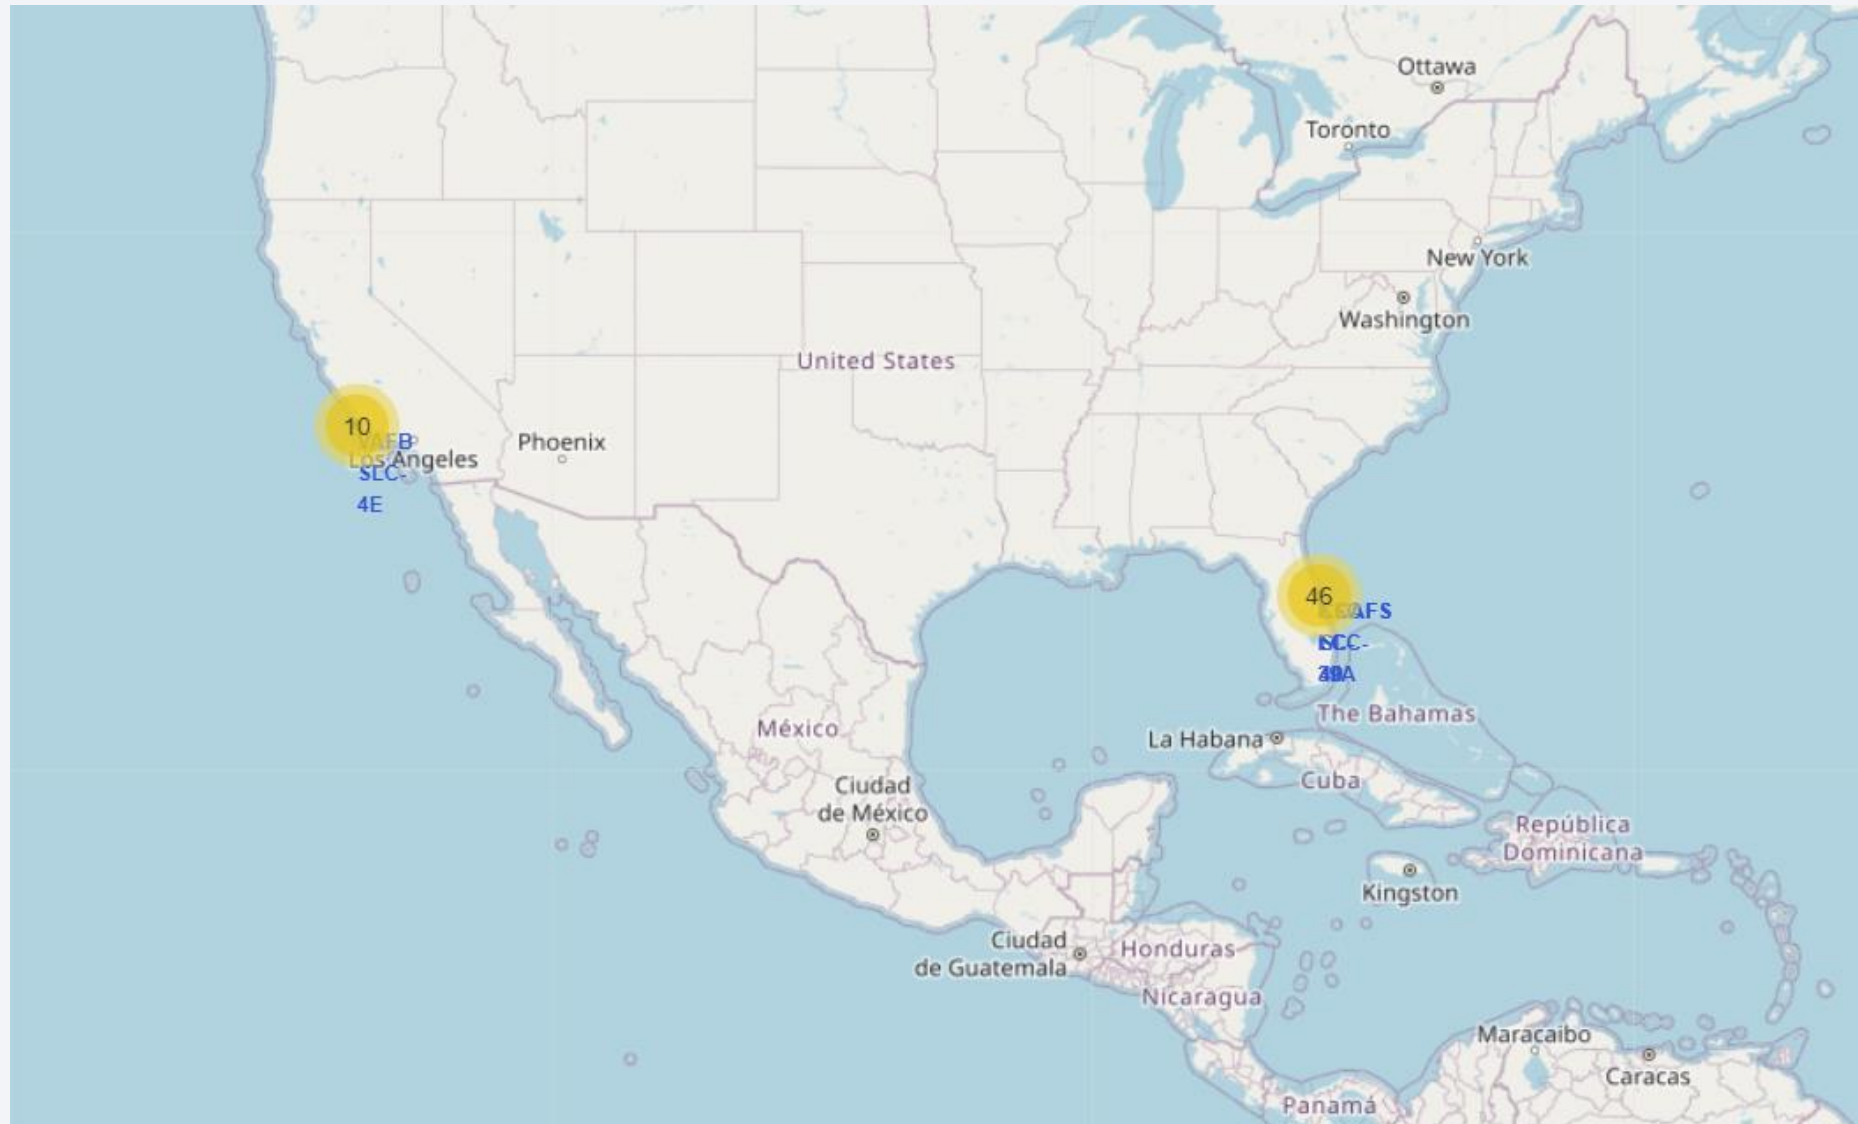 Ottawa
Toronto
New York
Washington
United States
10
VAFB
Los Angeles
SLC-
4E
Phoenix
46
AFS
The Bahamas
La Habana
México
Cuba
Ciudad
de México
República
Dominicana
Kingston
Ciudad
de Guatemala
Honduras
Nicaragua
Maracaibo
Caracas
Panamá